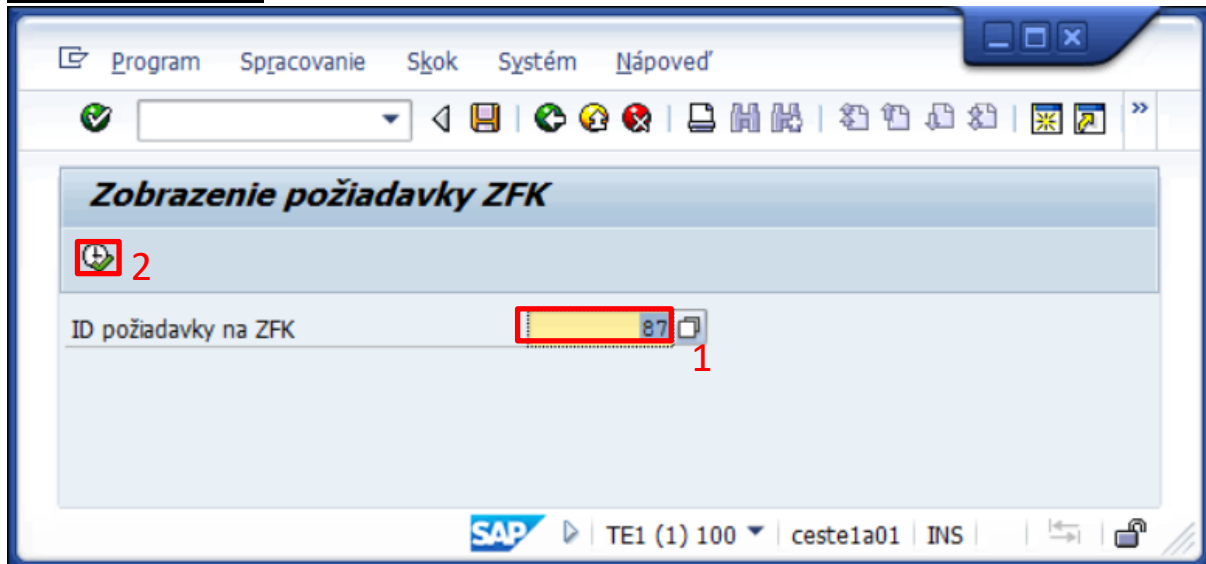 Program Spracovanie Skok Systém Nápoveď
Zobrazenie požiadavky ZFK
2
ID požiadavky na ZFK 87
1
SAP TE1 (1) 100 ceste1a01 INS